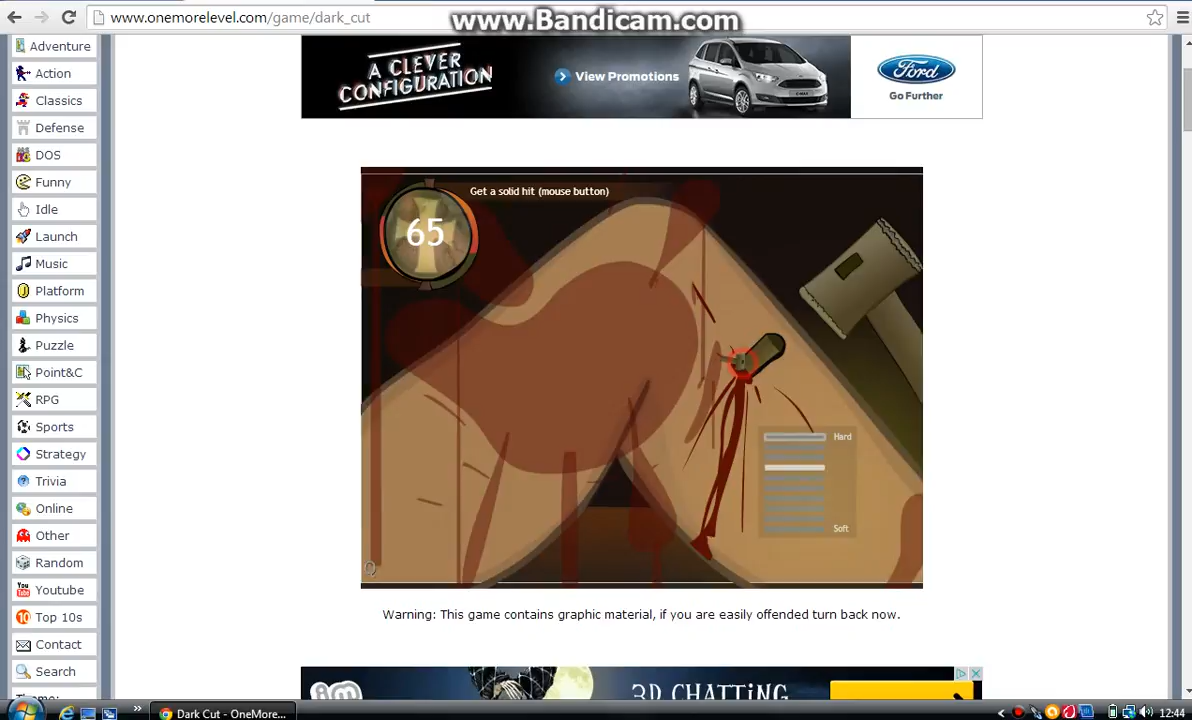 www.onemorelevel.com/game/dark_cut
www.Bandicam.com
Adventure
Action
Classics
Defense
DOS
Funny
Idle
Launch
Music
Platform
Physics
Puzzle
Point&C
RPG
Sports
Strategy
Trivia
Online
Other
Random
Youtube
Top 10s
Contact
Search
Theme:
A CLEVER
CONFIGURATION
View Promotions
Ford
Go Further
Get a solid hit (mouse button)
65
Hard
Soft
Q
Warning: This game contains graphic material, if you are easily offended turn back now.
im
3D CHATTING
Dark Cut - OneMore...
12:44